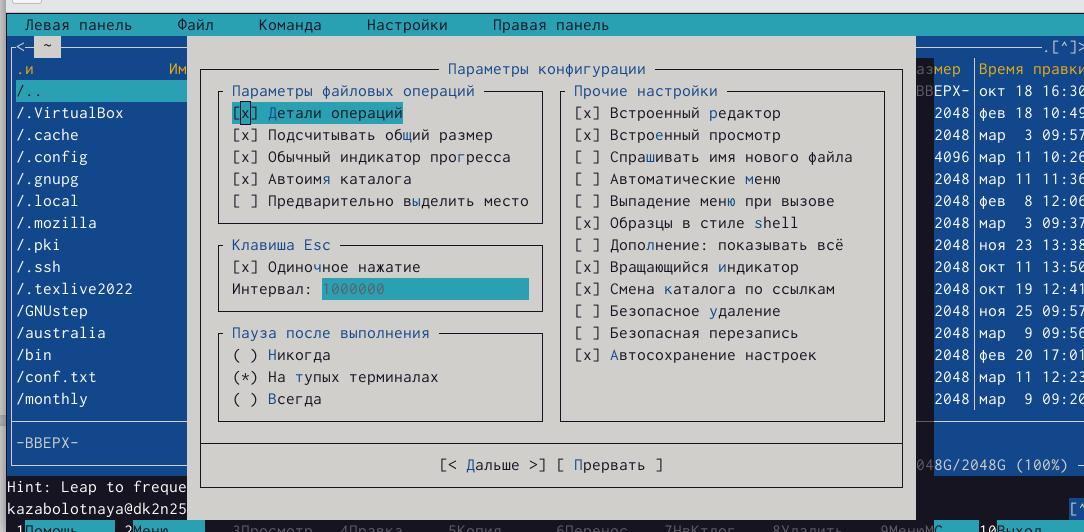 Левая панель Файл Команда Настройки Правая панель
<- ~ .[^]>
.и Им азмер Время правки
Параметры конфигурации
/.. ВВЕРХ- окт 18 16:30
/.VirtualBox 2048 фев 18 10:49
/.cache 2048 мар 3 09:57
/.config 4096 мар 11 10:26
/.gnupg 2048 мар 11 11:36
/.local 2048 фев 8 12:06
/.mozilla 2048 мар 3 09:37
/.pki 2048 ноя 23 13:38
/.ssh 2048 окт 11 13:50
/.texlive2022 2048 окт 19 12:41
/GNUstep 2048 ноя 25 09:57
/australia 2048 мар 9 09:56
/bin 2048 фев 20 17:01
/conf.txt 2048 мар 11 12:23
/monthly 2048 мар 9 09:20
Параметры файловых операций
[x] Детали операций
[x] Подсчитывать общий размер
[x] Обычный индикатор прогресса
[x] Автоимя каталога
[ ] Предварительно выделить место
Клавиша Esc
[x] Одиночное нажатие
Интервал: 1000000
Пауза после выполнения
( ) Никогда
(*) На тупых терминалах
( ) Всегда
Прочие настройки
[x] Встроенный редактор
[x] Встроенный просмотр
[ ] Спрашивать имя нового файла
[ ] Автоматические меню
[ ] Выпадение меню при вызове
[x] Образцы в стиле shell
[ ] Дополнение: показывать всё
[x] Вращающийся индикатор
[x] Смена каталога по ссылкам
[ ] Безопасное удаление
[ ] Безопасная перезапись
[x] Автосохранение настроек
[< Дальше >] [ Прервать ]
-ВВЕРХ-
048G/2048G (100%)
Hint: Leap to freque
kazabolotnaya@dk2n25 [^
1Помощь 2Меню 3Просмотр 4Правка 5Копия 6Перенос 7НвКтлог 8Удалить 9МенюMC 10Выход